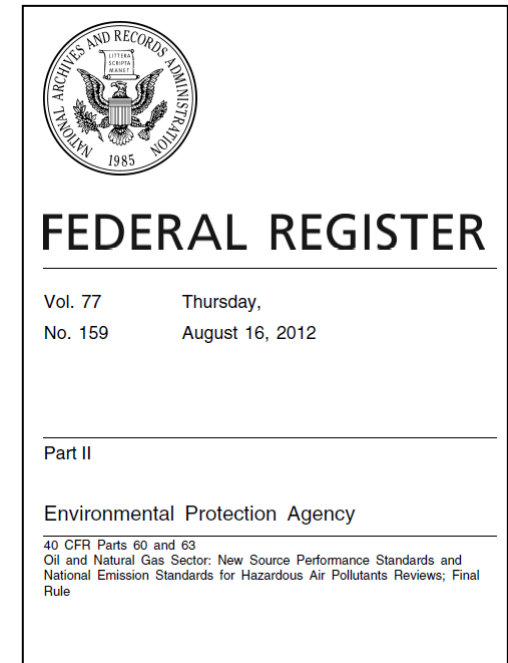 NATIONAL ARCHIVES AND RECORDS ADMINISTRATION
LITTERA
SCRIPTA
MANET
1985
FEDERAL REGISTER
Vol. 77 Thursday,
No. 159 August 16, 2012
Part II
Environmental Protection Agency
40 CFR Parts 60 and 63
Oil and Natural Gas Sector: New Source Performance Standards and
National Emission Standards for Hazardous Air Pollutants Reviews; Final
Rule